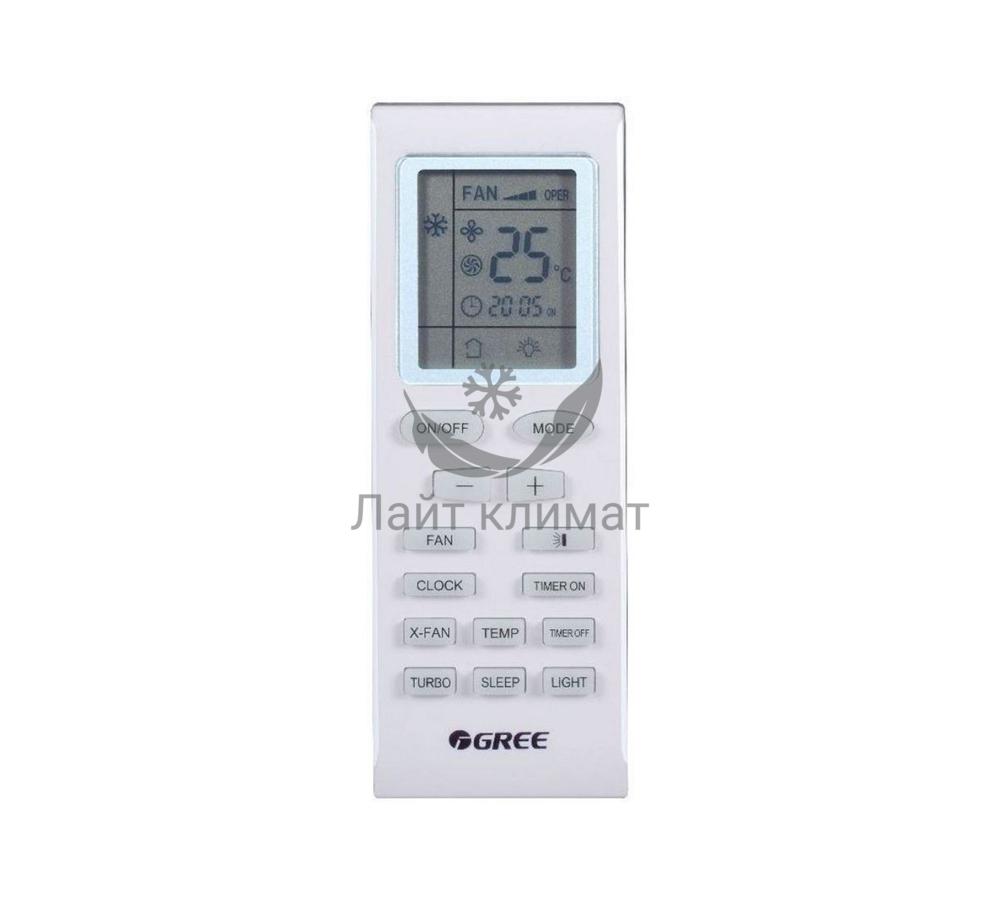 FAN OPER
25 °C
20 05 ON
ON/OFF MODE
− +
Лайт климат
FAN
CLOCK TIMER ON
X-FAN TEMP TIMER OFF
TURBO SLEEP LIGHT
GREE